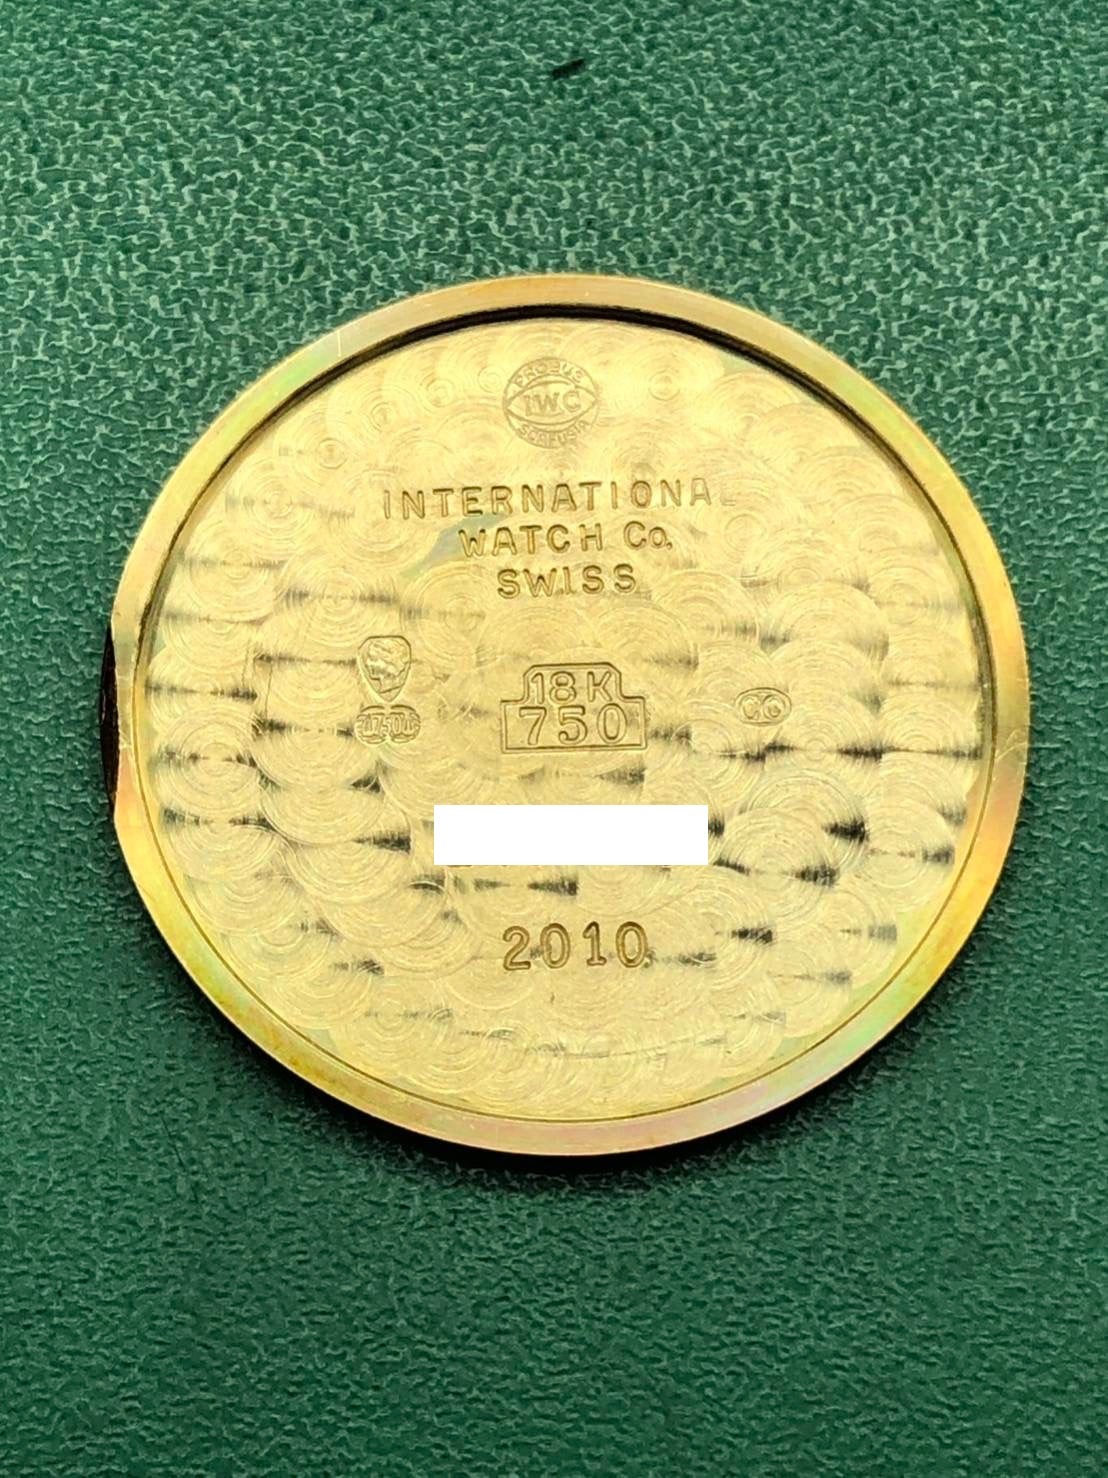 PROBUS
IWC
SCAFUSIA
INTERNATIONAL
WATCH Co.
SWISS
18K
750
2010